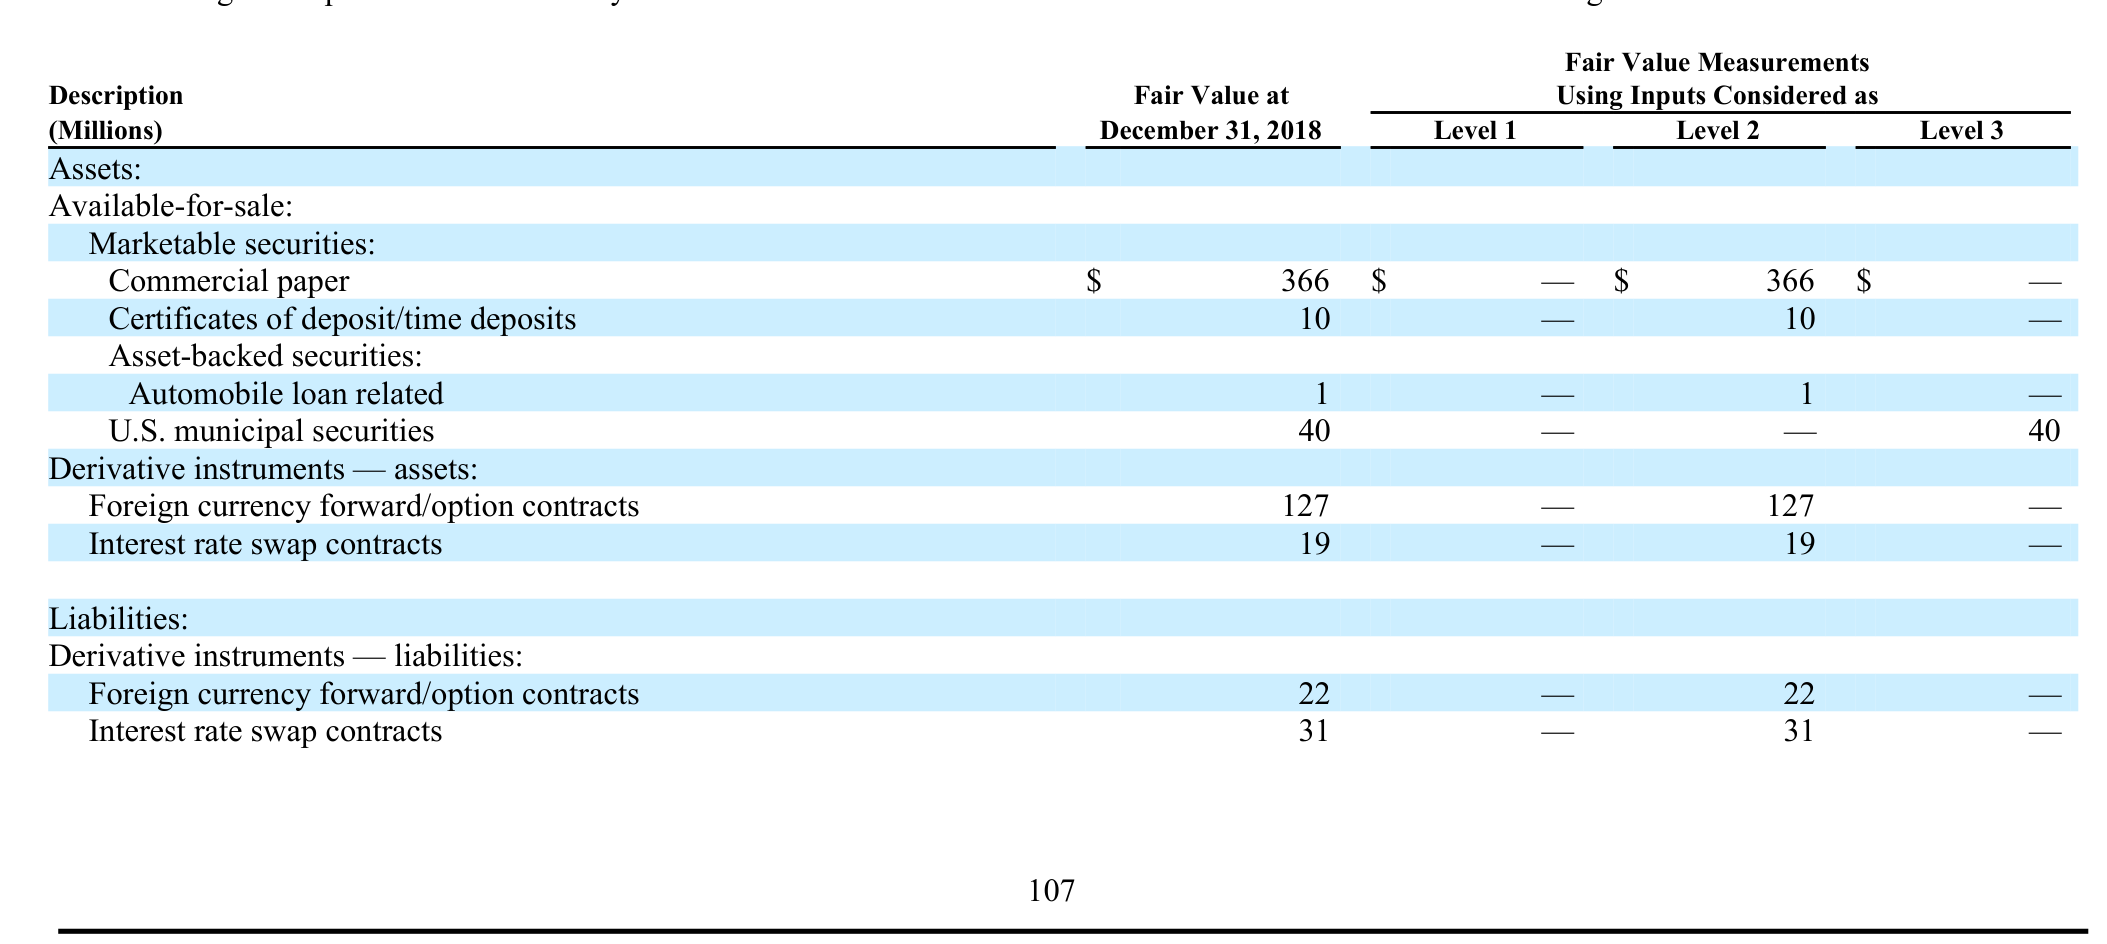 Fair Value Measurements
Description Fair Value at Using Inputs Considered as
(Millions) December 31, 2018 Level 1 Level 2 Level 3
Assets:
Available-for-sale:
Marketable securities:
Commercial paper $ 366 $ — $ 366 $ —
Certificates of deposit/time deposits 10 — 10 —
Asset-backed securities:
Automobile loan related 1 — 1 —
U.S. municipal securities 40 — — 40
Derivative instruments — assets:
Foreign currency forward/option contracts 127 — 127 —
Interest rate swap contracts 19 — 19 —
Liabilities:
Derivative instruments — liabilities:
Foreign currency forward/option contracts 22 — 22 —
Interest rate swap contracts 31 — 31 —
107